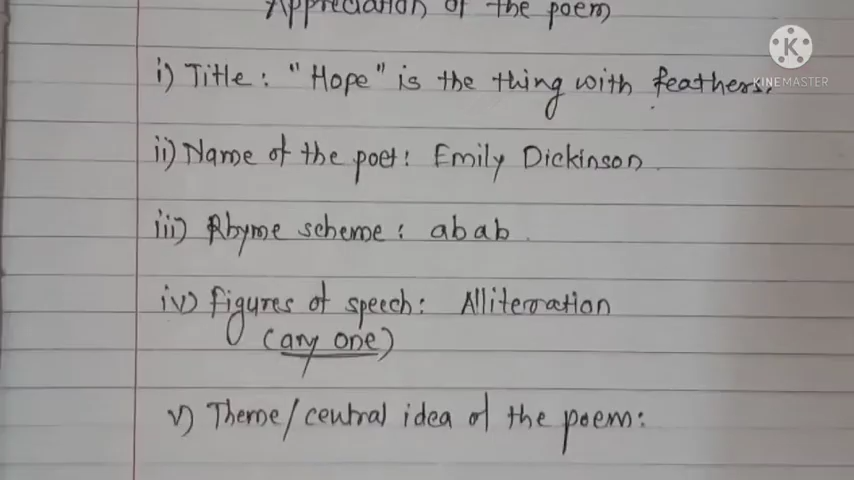 Appreciation of the poem
i) Title: "Hope" is the thing with feathers.
ii) Name of the poet: Emily Dickinson.
iii) Rhyme scheme: abab.
iv) figures of speech: Alliteration
(any one)
v) Theme/central idea of the poem:
K
KINEMASTER